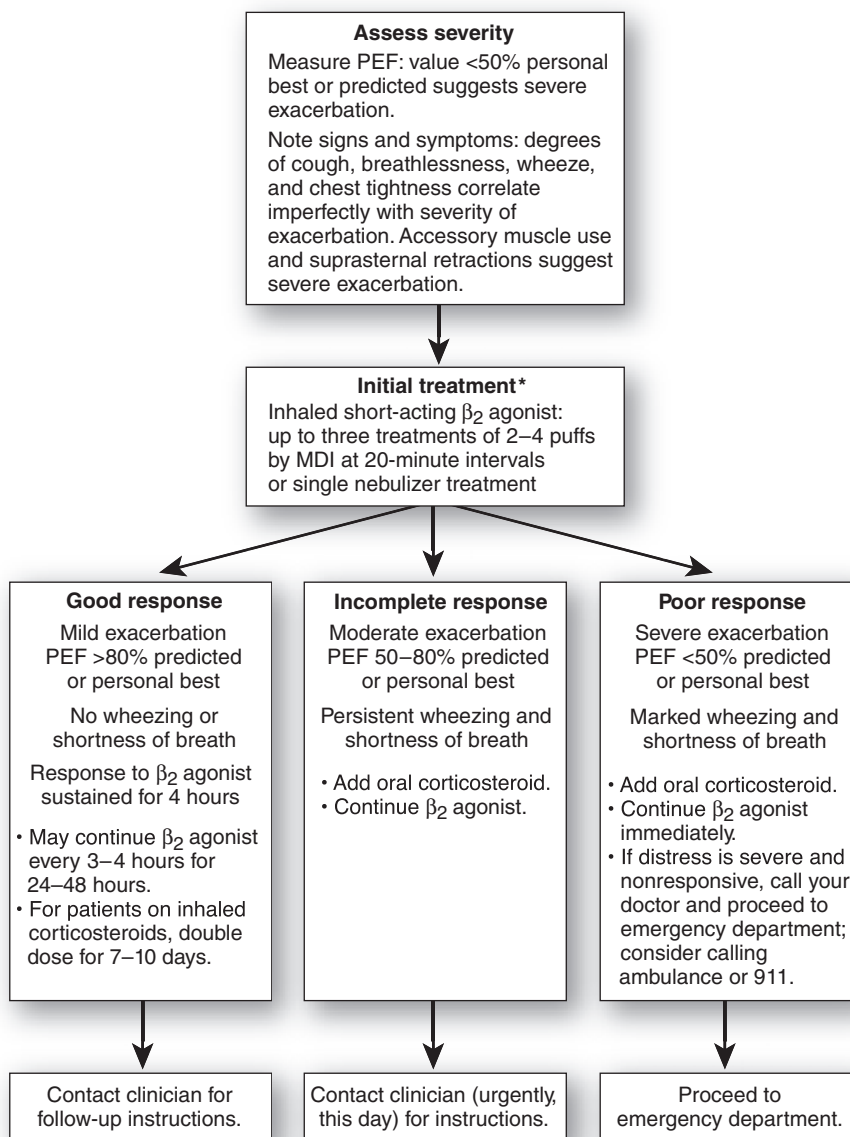 Assess severity
Measure PEF: value <50% personal
best or predicted suggests severe
exacerbation.
Note signs and symptoms: degrees
of cough, breathlessness, wheeze,
and chest tightness correlate
imperfectly with severity of
exacerbation. Accessory muscle use
and suprasternal retractions suggest
severe exacerbation.
Initial treatment*
Inhaled short-acting β2 agonist:
up to three treatments of 2–4 puffs
by MDI at 20-minute intervals
or single nebulizer treatment
Good response
Mild exacerbation
PEF >80% predicted
or personal best
No wheezing or
shortness of breath
Response to β2 agonist
sustained for 4 hours
• May continue β2 agonist
every 3–4 hours for
24–48 hours.
• For patients on inhaled
corticosteroids, double
dose for 7–10 days.
Contact clinician for
follow-up instructions.
Incomplete response
Moderate exacerbation
PEF 50–80% predicted
or personal best
Persistent wheezing and
shortness of breath
• Add oral corticosteroid.
• Continue β2 agonist.
Contact clinician (urgently,
this day) for instructions.
Poor response
Severe exacerbation
PEF <50% predicted
or personal best
Marked wheezing and
shortness of breath
• Add oral corticosteroid.
• Continue β2 agonist
immediately.
• If distress is severe and
nonresponsive, call your
doctor and proceed to
emergency department;
consider calling
ambulance or 911.
Proceed to
emergency department.